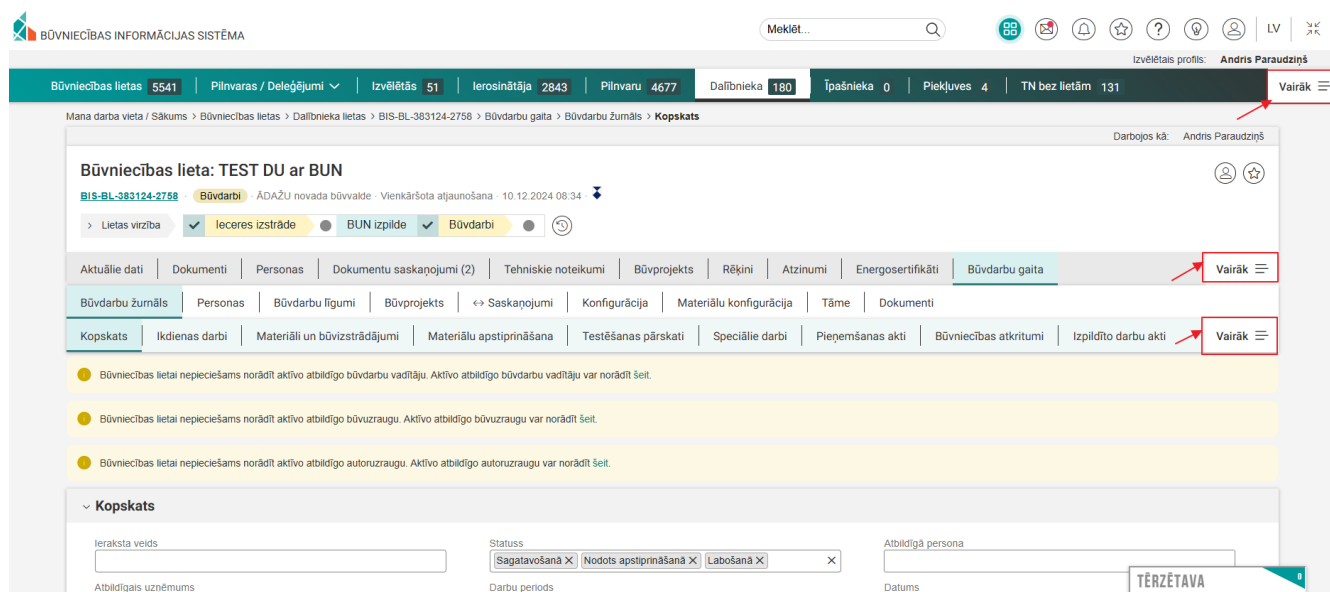 BŪVNIECĪBAS INFORMĀCIJAS SISTĒMA
Meklēt...
LV
Izvēlētais profils: Andris Paraudziņš
Būvniecības lietas 5541 Pilnvaras / Deleģējumi Izvēlētās 51 Ierosinātāja 2843 Pilnvaru 4677 Dalībnieka 180 Īpašnieka 0 Piekļuves 4 TN bez lietām 131 Vairāk
Mana darba vieta / Sākums > Būvniecības lietas > Dalībnieka lietas > BIS-BL-383124-2758 > Būvdarbu gaita > Būvdarbu žurnāls > Kopskats
Darbojos kā: Andris Paraudziņš
Būvniecības lieta: TEST DU ar BUN
BIS-BL-383124-2758 · Būvdarbi · ĀDAŽU novada būvvalde · Vienkāršota atjaunošana · 10.12.2024 08:34 ·
> Lietas virzība Ieceres izstrāde BUN izpilde Būvdarbi
Aktuālie dati Dokumenti Personas Dokumentu saskaņojumi (2) Tehniskie noteikumi Būvprojekts Rēķini Atzinumi Energosertifikāti Būvdarbu gaita Vairāk
Būvdarbu žurnāls Personas Būvdarbu līgumi Būvprojekts ↔ Saskaņojumi Konfigurācija Materiālu konfigurācija Tāme Dokumenti
Kopskats Ikdienas darbi Materiāli un būvizstrādājumi Materiālu apstiprināšana Testēšanas pārskati Speciālie darbi Pieņemšanas akti Būvniecības atkritumi Izpildīto darbu akti Vairāk
Būvniecības lietai nepieciešams norādīt aktīvo atbildīgo būvdarbu vadītāju. Aktīvo atbildīgo būvdarbu vadītāju var norādīt šeit.
Būvniecības lietai nepieciešams norādīt aktīvo atbildīgo būvuzraugu. Aktīvo atbildīgo būvuzraugu var norādīt šeit.
Būvniecības lietai nepieciešams norādīt aktīvo atbildīgo autoruzraugu. Aktīvo atbildīgo autoruzraugu var norādīt šeit.
Kopskats
Ieraksta veids Statuss Atbildīgā persona
Sagatavošanā X Nodots apstiprināšanā X Labošanā X X
Atbildīgais uzņēmums Darbu periods Datums
TĒRZĒTAVA 0